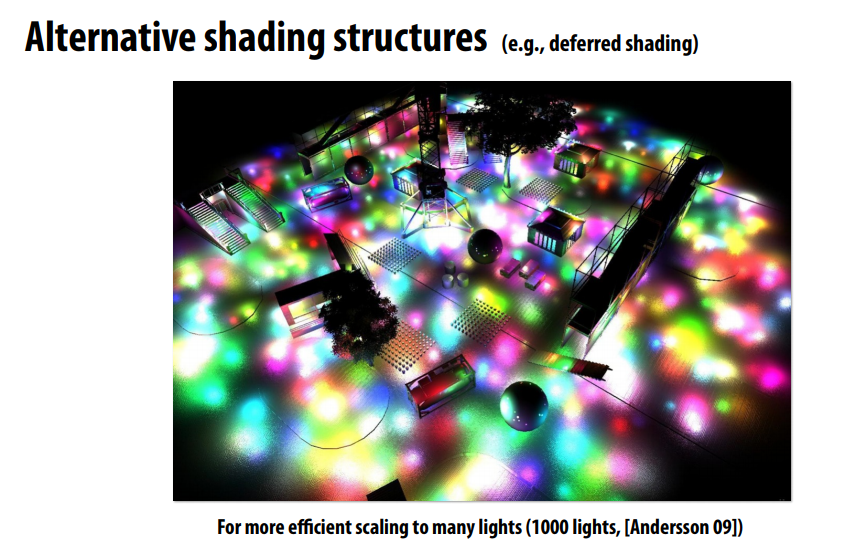 Alternative shading structures (e.g., deferred shading)
For more efficient scaling to many lights (1000 lights, [Andersson 09])